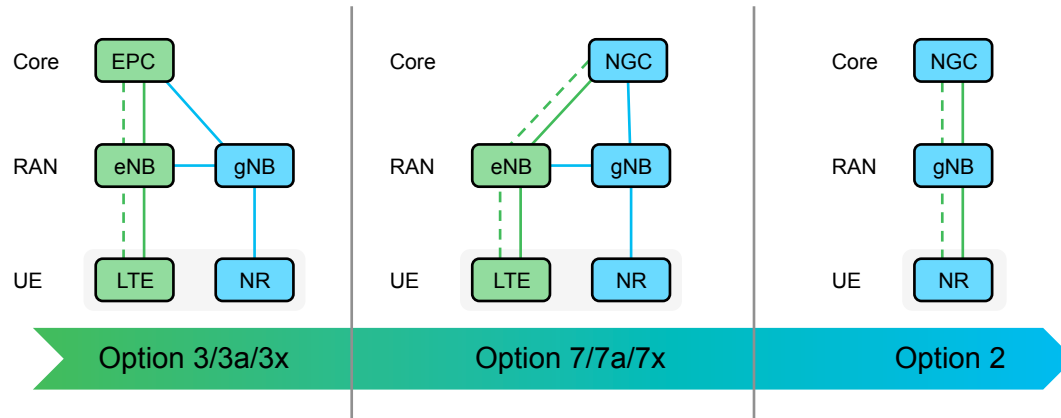 Core
EPC
RAN
eNB
gNB
UE
LTE
NR
Option 3/3a/3x
Core
NGC
RAN
eNB
gNB
UE
LTE
NR
Option 7/7a/7x
Core
NGC
RAN
gNB
UE
NR
Option 2